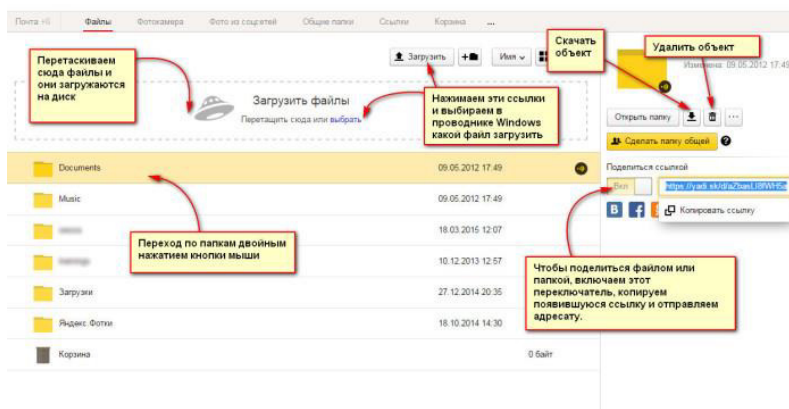 Почта +6 Файлы Фотокамера Фото из соцсетей Общие папки Ссылки Корзина ...
Скачать
объект
Удалить объект
Перетаскиваем
сюда файлы и
они загружаются
на диск
Загрузить
Имя
Изменена: 09.05.2012 17:49
Загрузить файлы
Перетащить сюда или выбрать
Нажимаем эти ссылки
и выбираем в
проводнике Windows
какой файл загрузить
Открыть папку
Сделать папку общей ?
Documents 09.05.2012 17:49
Поделиться ссылкой
Вкл
Music 09.05.2012 17:49
Копировать ссылку
18.03.2015 12:07
Переход по папкам двойным
нажатием кнопки мыши
10.12.2013 12:57
Чтобы поделиться файлом или
папкой, включаем этот
переключатель, копируем
появившуюся ссылку и отправляем
адресату.
Загрузки 27.12.2014 20:35
Яндекс.Фотки 18.10.2014 14:30
Корзина 0 байт